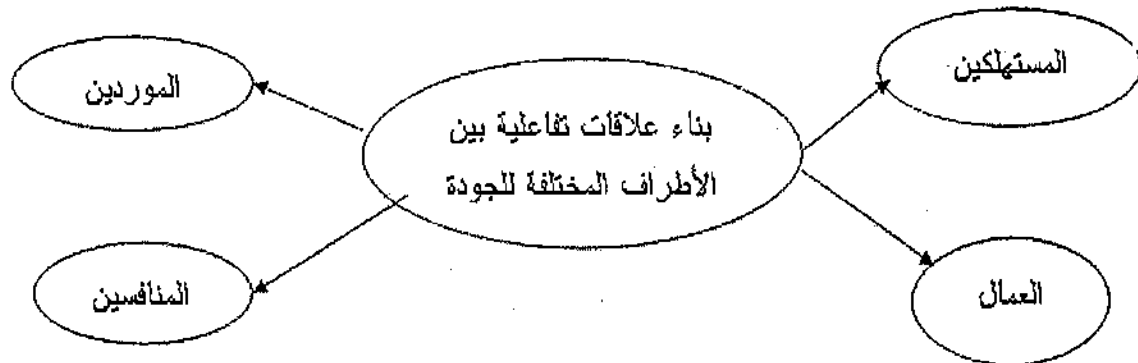 المستهلكين
الموردين
بناء علاقات تفاعلية بين
الأطراف المختلفة للجودة
العمال
المنافسين